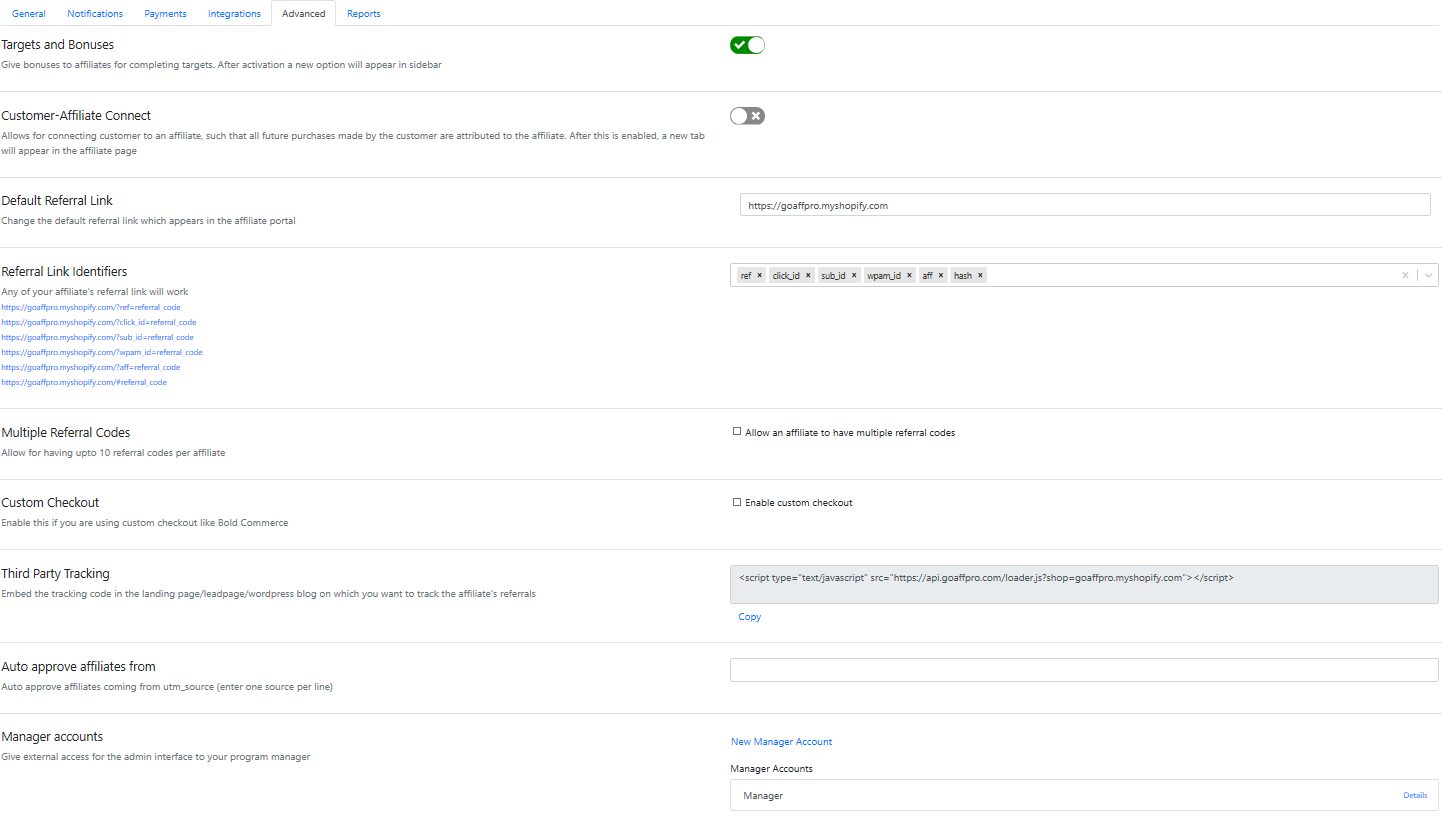 General Notifications Payments Integrations Advanced Reports
Targets and Bonuses
Give bonuses to affiliates for completing targets. After activation a new option will appear in sidebar
Customer-Affiliate Connect
Allows for connecting customer to an affiliate, such that all future purchases made by the customer are attributed to the affiliate. After this is enabled, a new tab
will appear in the affiliate page
Default Referral Link
https://goaffpro.myshopify.com
Change the default referral link which appears in the affiliate portal
Referral Link Identifiers
ref × click_id × sub_id × wpam_id × aff × hash ×
Any of your affiliate's referral link will work
https://goaffpro.myshopify.com/?ref=referral_code
https://goaffpro.myshopify.com/?click_id=referral_code
https://goaffpro.myshopify.com/?sub_id=referral_code
https://goaffpro.myshopify.com/?wpam_id=referral_code
https://goaffpro.myshopify.com/?aff=referral_code
https://goaffpro.myshopify.com/#referral_code
Multiple Referral Codes
Allow an affiliate to have multiple referral codes
Allow for having upto 10 referral codes per affiliate
Custom Checkout
Enable custom checkout
Enable this if you are using custom checkout like Bold Commerce
Third Party Tracking
<script type="text/javascript" src="https://api.goaffpro.com/loader.js?shop=goaffpro.myshopify.com"></script>
Embed the tracking code in the landing page/leadpage/wordpress blog on which you want to track the affiliate's referrals
Copy
Auto approve affiliates from
Auto approve affiliates coming from utm_source (enter one source per line)
Manager accounts
New Manager Account
Give external access for the admin interface to your program manager
Manager Accounts
Manager Details